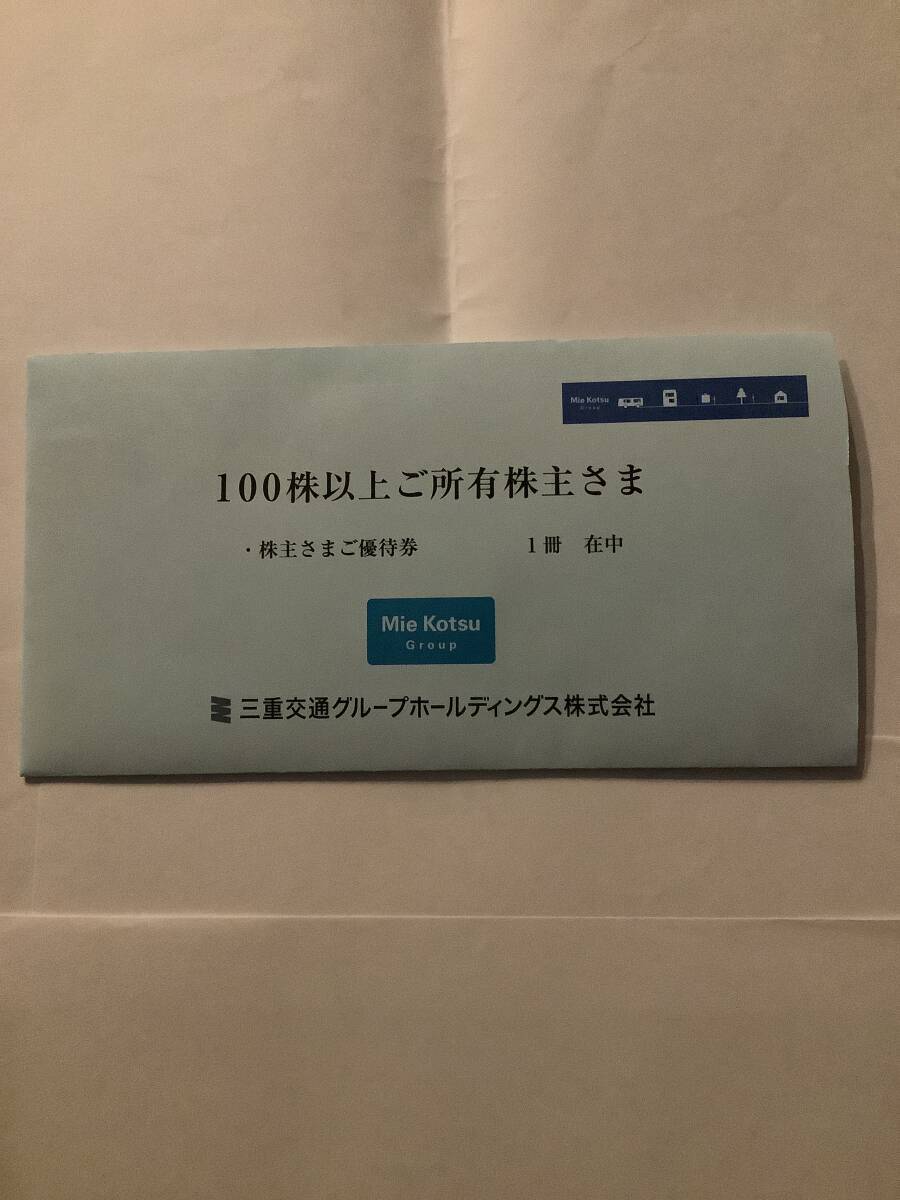 Mie Kotsu
Group
100株以上ご所有株主さま
・株主さまご優待券 1冊 在中
Mie Kotsu
Group
三重交通グループホールディングス株式会社